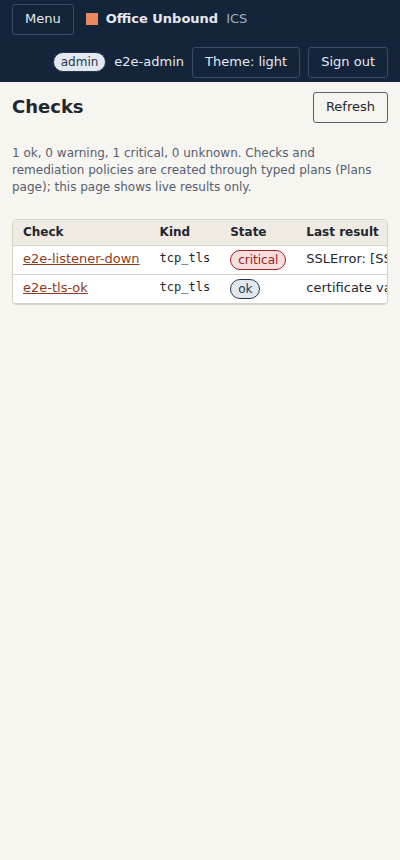 Menu Office Unbound ICS
admin e2e-admin Theme: light Sign out
Checks Refresh
1 ok, 0 warning, 1 critical, 0 unknown. Checks and
remediation policies are created through typed plans (Plans
page); this page shows live results only.
Check Kind State Last result
e2e-listener-down tcp_tls critical SSLError: [SS
e2e-tls-ok tcp_tls ok certificate va